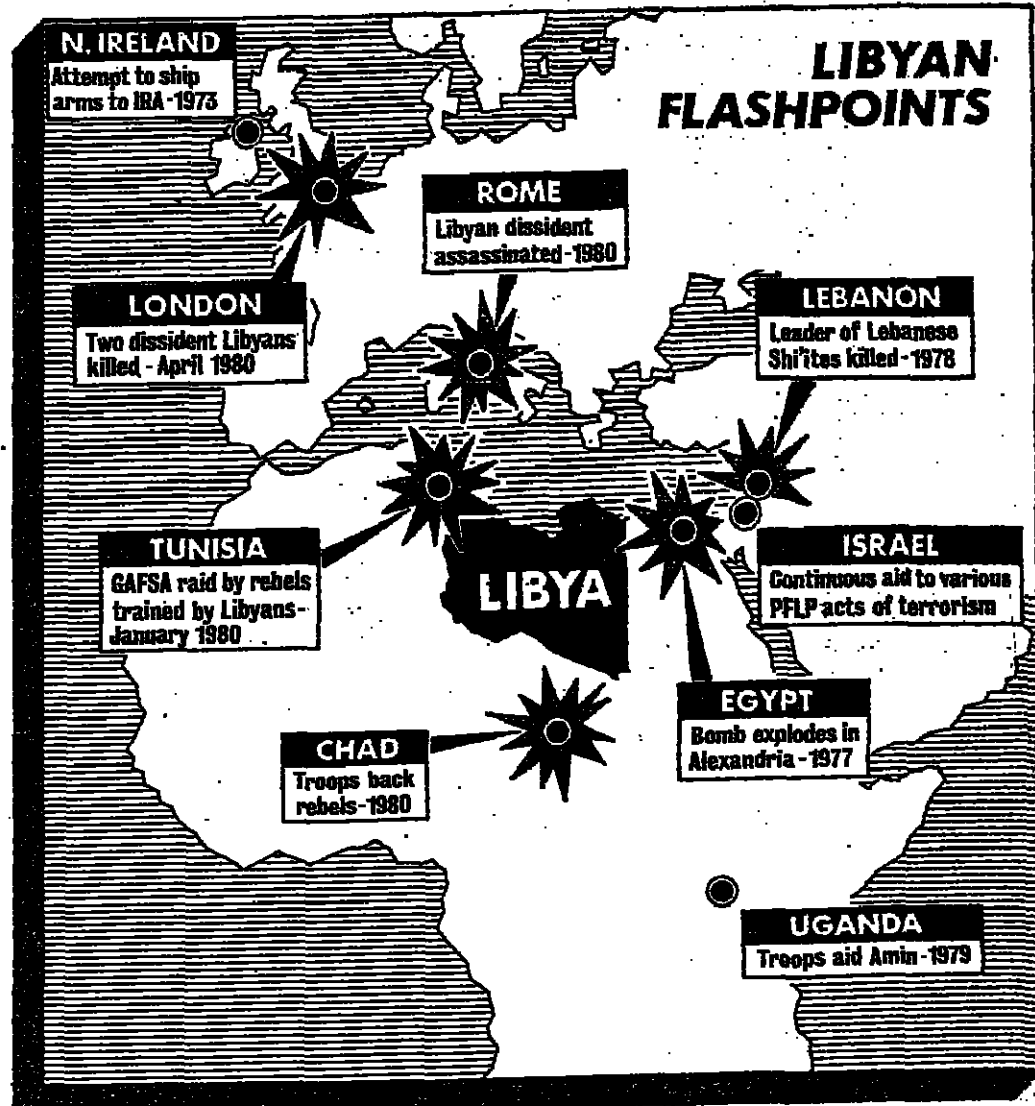 LIBYAN
FLASHPOINTS
N. IRELAND
Attempt to ship
arms to IRA-1973
ROME
Libyan dissident
assassinated-1980
LONDON
Two dissident Libyans
killed - April 1980
LEBANON
Leader of Lebanese
Shi'ites killed-1978
TUNISIA
GAFSA raid by rebels
trained by Libyans-
January 1980
LIBYA
ISRAEL
Continuous aid to various
PFLP acts of terrorism
EGYPT
Bomb explodes in
Alexandria-1977
CHAD
Troops back
rebels-1980
UGANDA
Troops aid Amin-1979